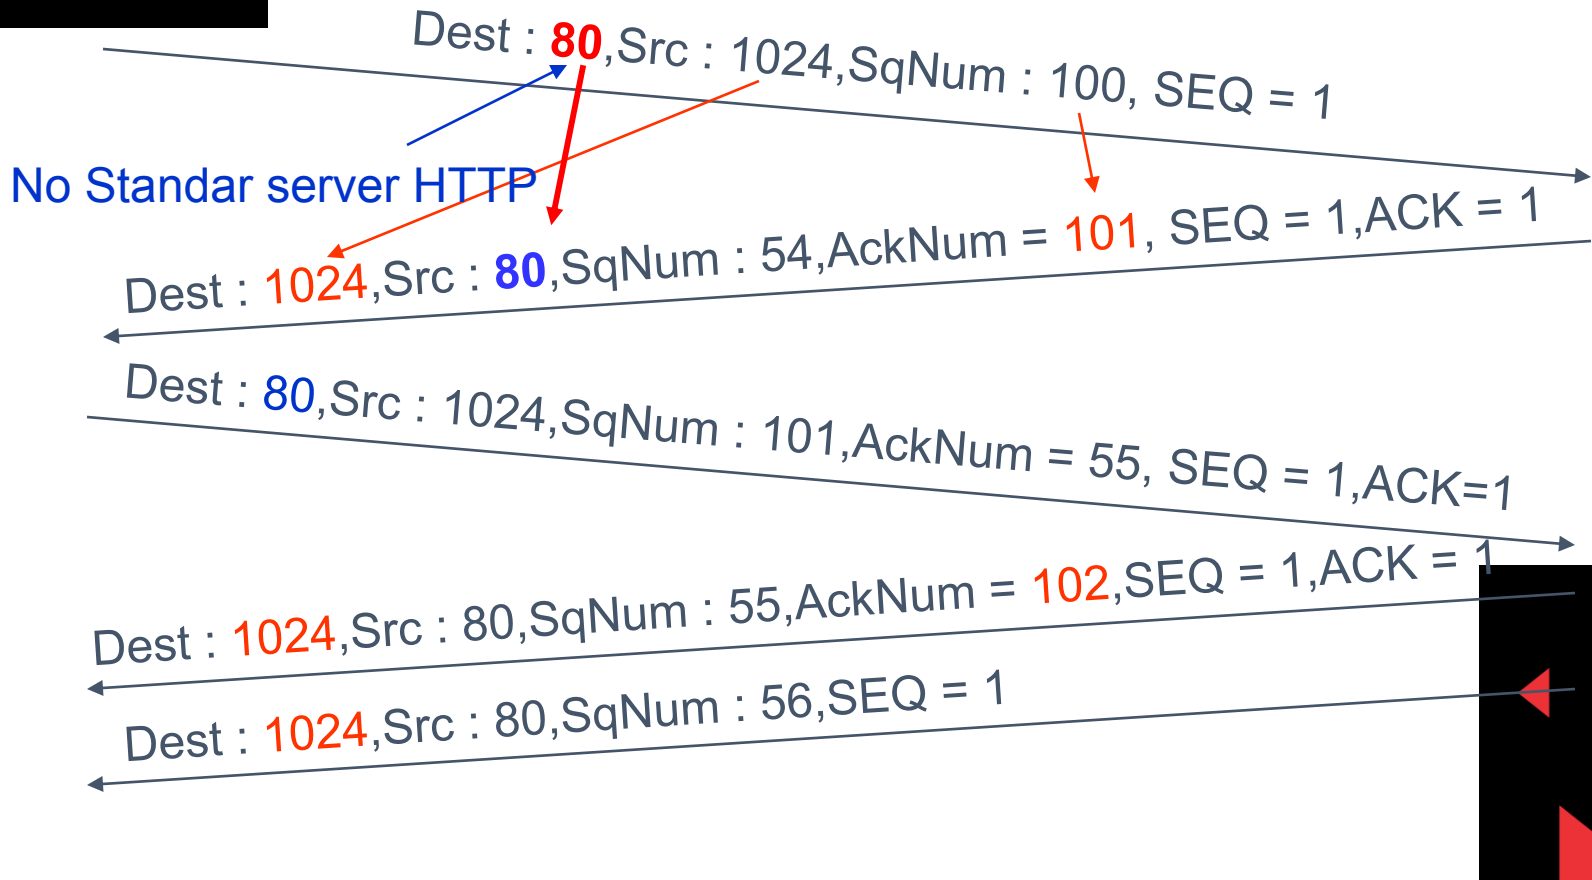 Dest : 80,Src : 1024,SqNum : 100, SEQ = 1
No Standar server HTTP
Dest : 1024,Src : 80,SqNum : 54,AckNum = 101, SEQ = 1,ACK = 1
Dest : 80,Src : 1024,SqNum : 101,AckNum = 55, SEQ = 1,ACK=1
Dest : 1024,Src : 80,SqNum : 55,AckNum = 102,SEQ = 1,ACK = 1
Dest : 1024,Src : 80,SqNum : 56,SEQ = 1